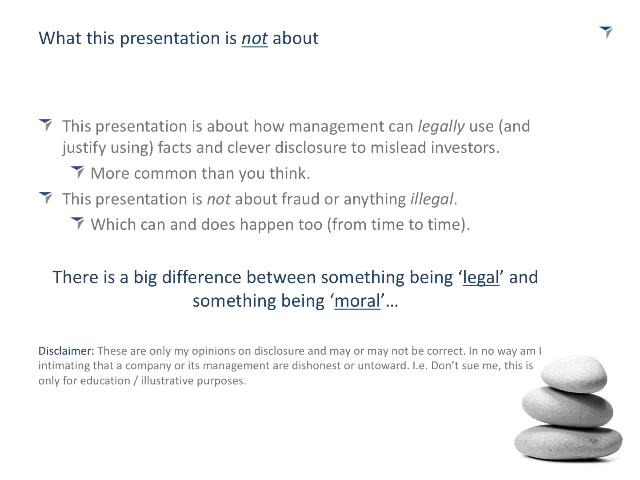 What this presentation is not about
This presentation is about how management can legally use (and
justify using) facts and clever disclosure to mislead investors.
More common than you think.
This presentation is not about fraud or anything illegal.
Which can and does happen too (from time to time).
There is a big difference between something being ‘legal’ and
something being ‘moral’…
Disclaimer: These are only my opinions on disclosure and may or may not be correct. In no way am I
intimating that a company or its management are dishonest or untoward. I.e. Don’t sue me, this is
only for education / illustrative purposes.